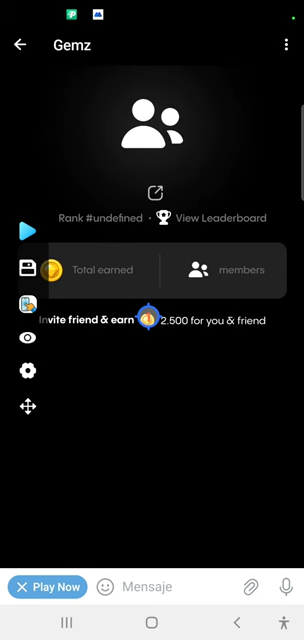 Gemz
Rank #undefined · View Leaderboard
Total earned
members
Invite friend & earn 2.500 for you & friend
Play Now
Mensaje